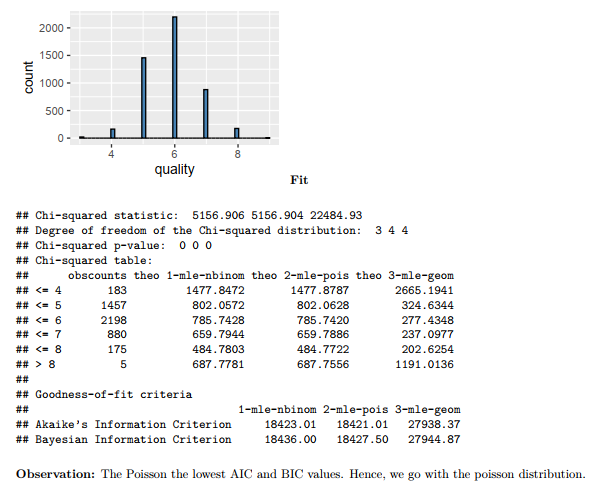 2000
1500
1000
500
0
count
4 6 8
quality
Fit
## Chi-squared statistic: 5156.906 5156.904 22484.93
## Degree of freedom of the Chi-squared distribution: 3 4 4
## Chi-squared p-value: 0 0 0
## Chi-squared table:
## obscounts theo 1-mle-nbinom theo 2-mle-pois theo 3-mle-geom
## <= 4 183 1477.8472 1477.8787 2665.1941
## <= 5 1457 802.0572 802.0628 324.6344
## <= 6 2198 785.7428 785.7420 277.4348
## <= 7 880 659.7944 659.7886 237.0977
## <= 8 175 484.7803 484.7722 202.6254
## > 8 5 687.7781 687.7556 1191.0136
##
## Goodness-of-fit criteria
## 1-mle-nbinom 2-mle-pois 3-mle-geom
## Akaike's Information Criterion 18423.01 18421.01 27938.37
## Bayesian Information Criterion 18436.00 18427.50 27944.87
Observation: The Poisson the lowest AIC and BIC values. Hence, we go with the poisson distribution.